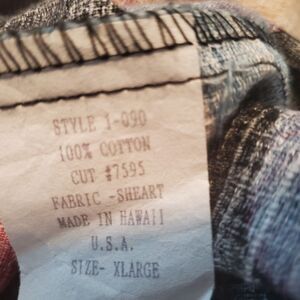 STYLE 1-090
100% COTTON
CUT #7595
FABRIC -SHEART
MADE IN HAWAII
U.S.A.
SIZE- XLARGE